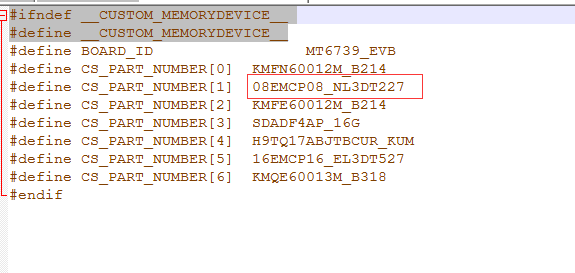 #ifndef __CUSTOM_MEMORYDEVICE__
#define __CUSTOM_MEMORYDEVICE__
#define BOARD_ID MT6739_EVB
#define CS_PART_NUMBER[0] KMFN60012M_B214
#define CS_PART_NUMBER[1] 08EMCP08_NL3DT227
#define CS_PART_NUMBER[2] KMFE60012M_B214
#define CS_PART_NUMBER[3] SDADF4AP_16G
#define CS_PART_NUMBER[4] H9TQ17ABJTBCUR_KUM
#define CS_PART_NUMBER[5] 16EMCP16_EL3DT527
#define CS_PART_NUMBER[6] KMQE60013M_B318
#endif